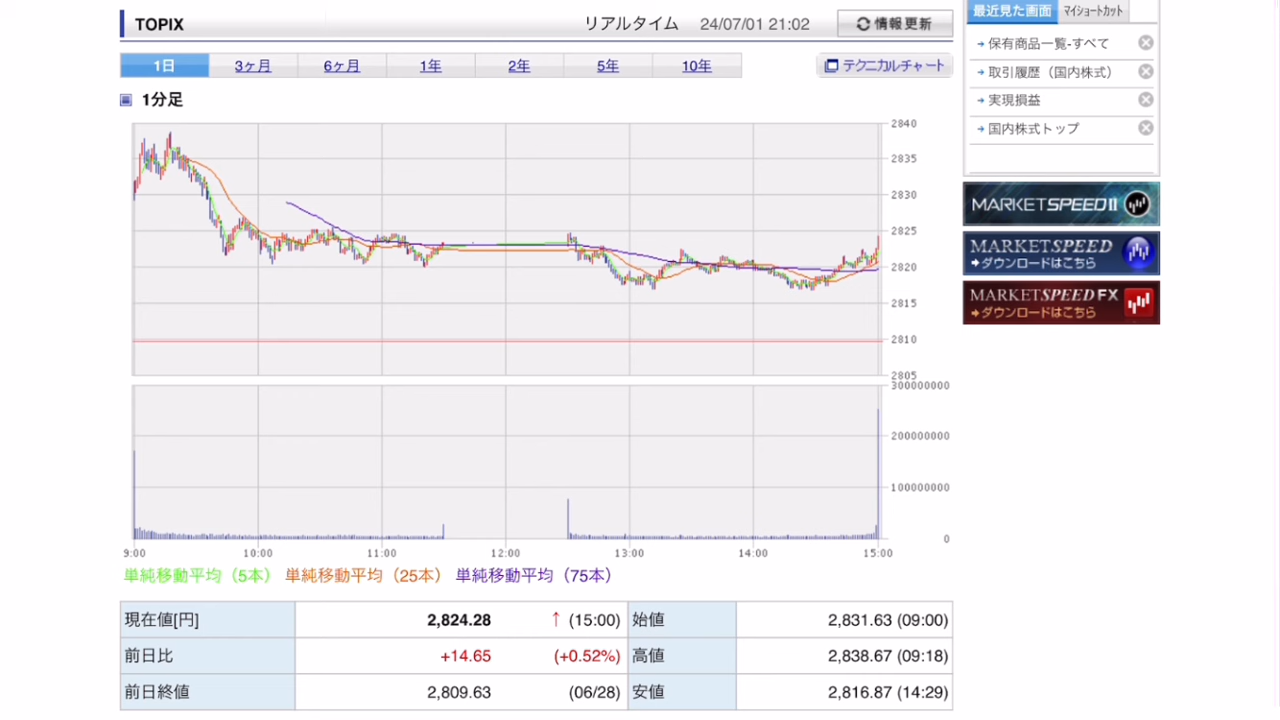 TOPIX
リアルタイム 24/07/01 21:02
情報更新
1日 3ヶ月 6ヶ月 1年 2年 5年 10年
テクニカルチャート
1分足
2840
2835
2830
2825
2820
2815
2810
2805
300000000
200000000
100000000
0
9:00 10:00 11:00 12:00 13:00 14:00 15:00
単純移動平均（5本） 単純移動平均（25本） 単純移動平均（75本）
現在値[円] 2,824.28 ↑ (15:00) 始値 2,831.63 (09:00)
前日比 +14.65 (+0.52%) 高値 2,838.67 (09:18)
前日終値 2,809.63 (06/28) 安値 2,816.87 (14:29)
最近見た画面 マイショートカット
保有商品一覧-すべて
取引履歴（国内株式）
実現損益
国内株式トップ
MARKETSPEED II
MARKETSPEED
ダウンロードはこちら
MARKETSPEED FX
ダウンロードはこちら